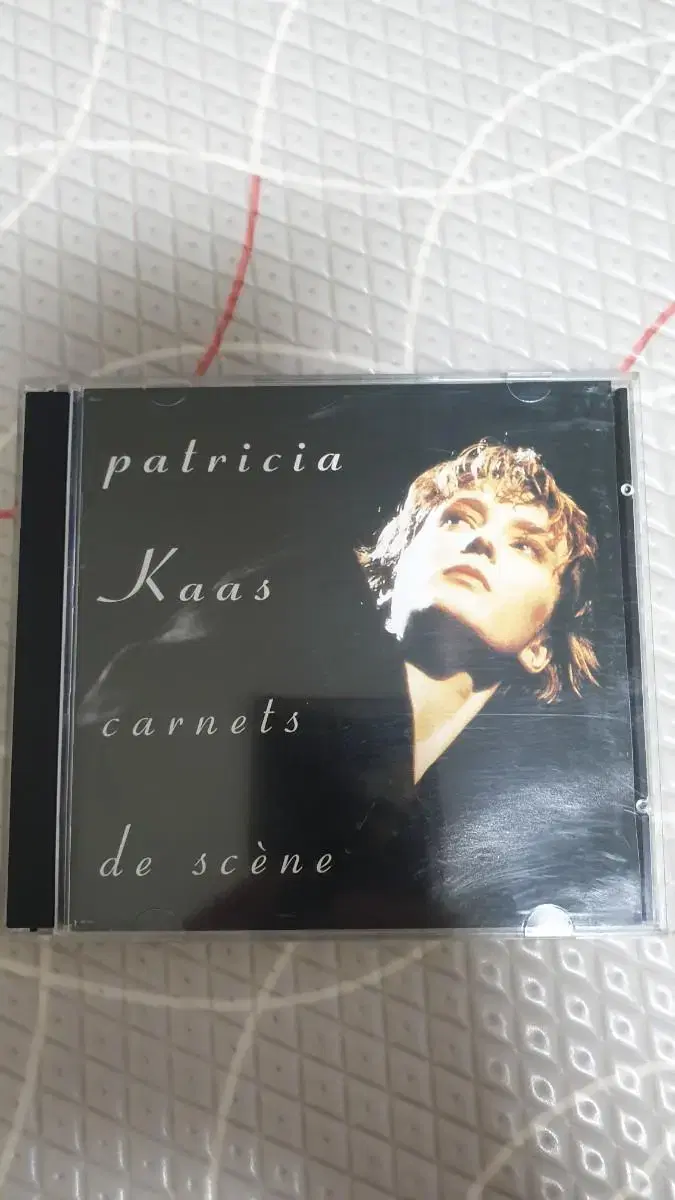 patricia
Kaas
carnets
de scène